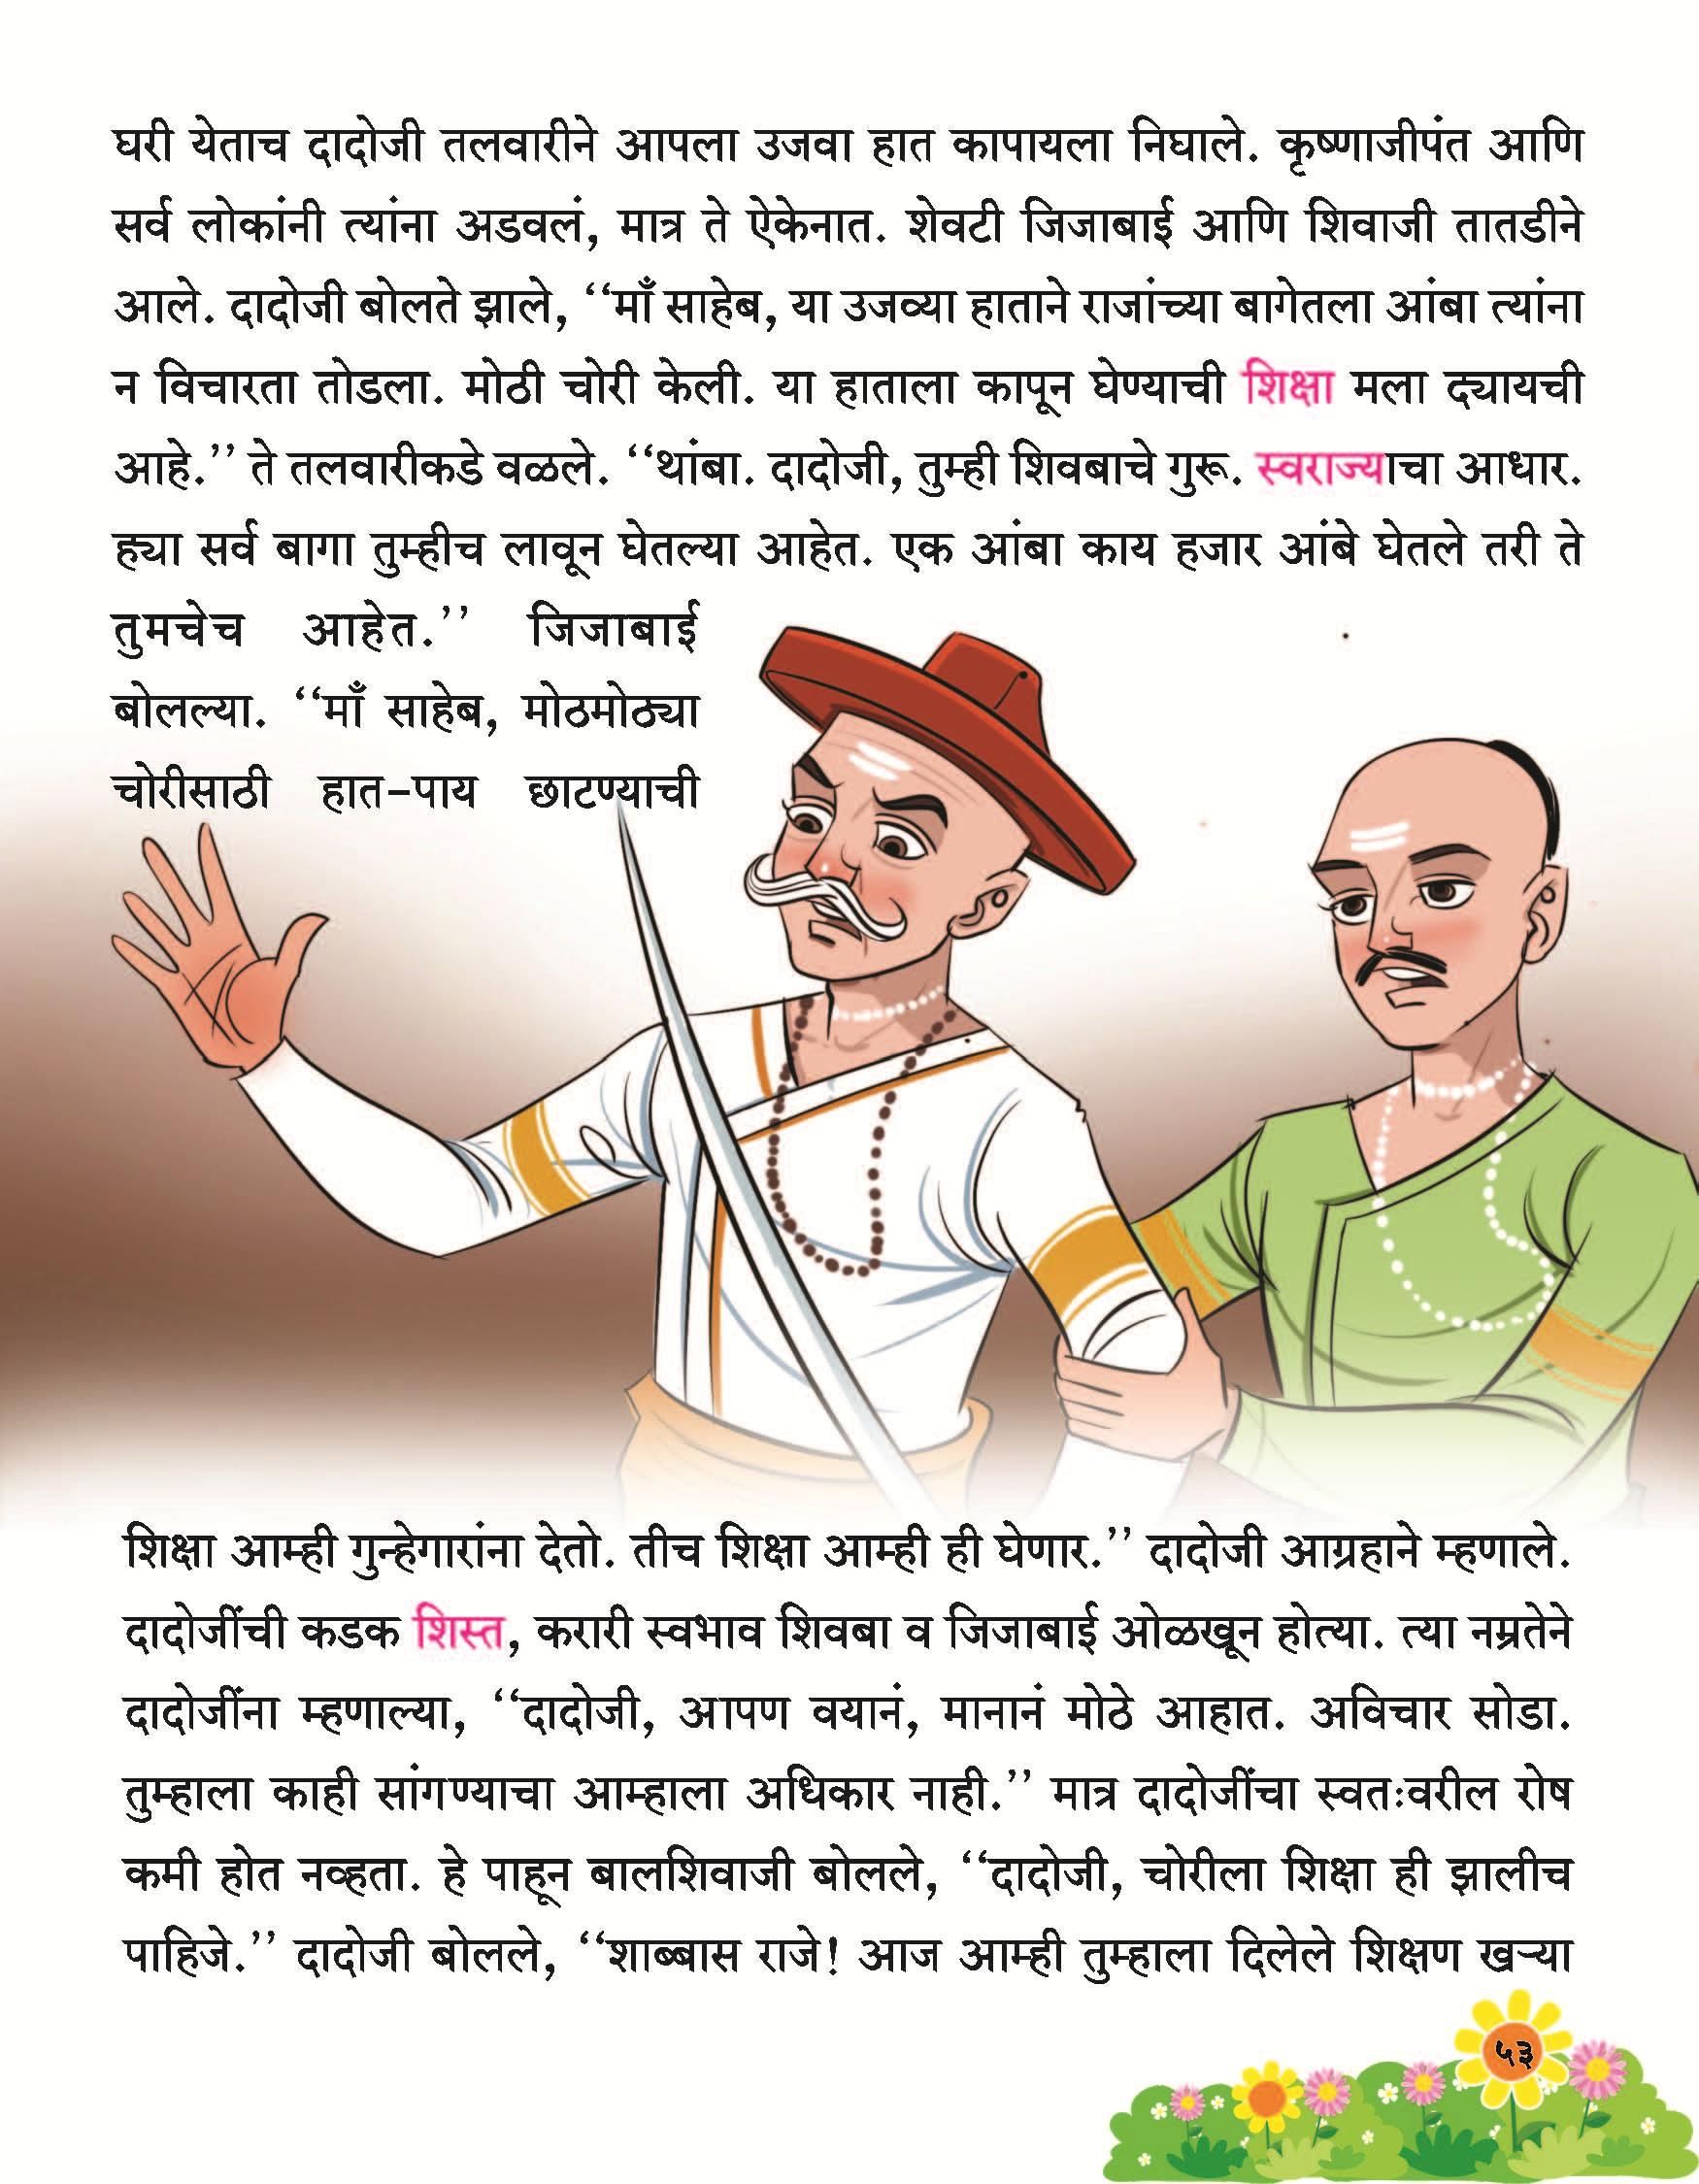 घरी येताच दादोजी तलवारीने आपला उजवा हात कापायला निघाले. कृष्णाजीपंत आणि
सर्व लोकांनी त्यांना अडवलं, मात्र ते ऐकेनात. शेवटी जिजाबाई आणि शिवाजी तातडीने
आले. दादोजी बोलते झाले, ‘‘माँ साहेब, या उजव्या हाताने राजांच्या बागेतला आंबा त्यांना
न विचारता तोडला. मोठी चोरी केली. या हाताला कापून घेण्याची शिक्षा मला द्यायची
आहे.’’ ते तलवारीकडे वळले. ‘‘थांबा. दादोजी, तुम्ही शिवबाचे गुरू. स्वराज्याचा आधार.
ह्या सर्व बागा तुम्हीच लावून घेतल्या आहेत. एक आंबा काय हजार आंबे घेतले तरी ते
तुमचेच आहेत.’’ जिजाबाई
बोलल्या. ‘‘माँ साहेब, मोठमोठ्या
चोरीसाठी हात-पाय छाटण्याची
शिक्षा आम्ही गुन्हेगारांना देतो. तीच शिक्षा आम्ही ही घेणार.’’ दादोजी आग्रहाने म्हणाले.
दादोजींची कडक शिस्त, करारी स्वभाव शिवबा व जिजाबाई ओळखून होत्या. त्या नम्रतेने
दादोजींना म्हणाल्या, ‘‘दादोजी, आपण वयानं, मानानं मोठे आहात. अविचार सोडा.
तुम्हाला काही सांगण्याचा आम्हाला अधिकार नाही.’’ मात्र दादोजींचा स्वतःवरील रोष
कमी होत नव्हता. हे पाहून बालशिवाजी बोलले, ‘‘दादोजी, चोरीला शिक्षा ही झालीच
पाहिजे.’’ दादोजी बोलले, ‘‘शाब्बास राजे! आज आम्ही तुम्हाला दिलेले शिक्षण खऱ्या
५३